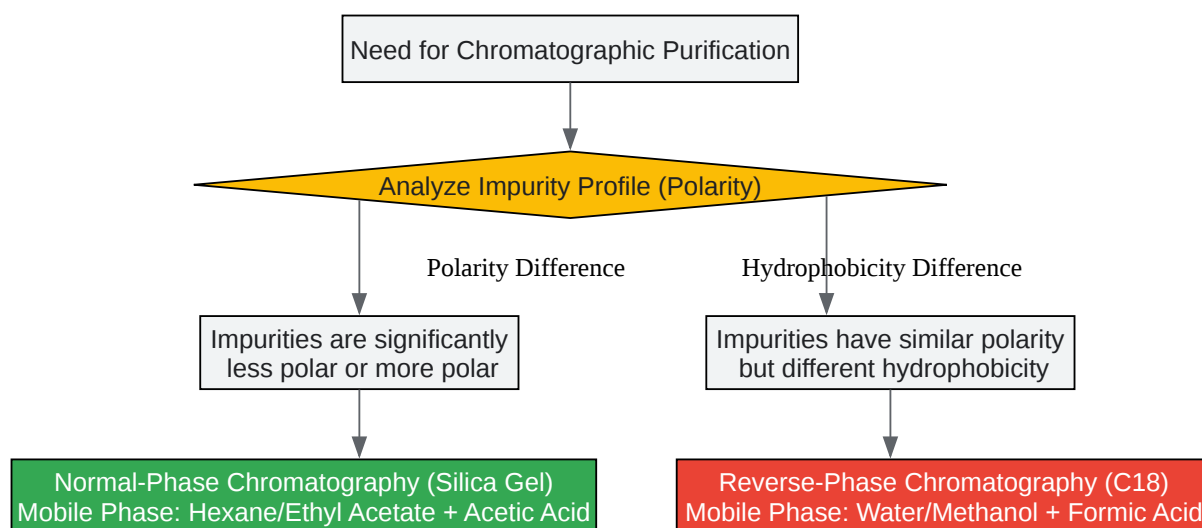 Need for Chromatographic Purification
Analyze Impurity Profile (Polarity)
Polarity Difference
Hydrophobicity Difference
Impurities are significantly
less polar or more polar
Impurities have similar polarity
but different hydrophobicity
Normal-Phase Chromatography (Silica Gel)
Mobile Phase: Hexane/Ethyl Acetate + Acetic Acid
Reverse-Phase Chromatography (C18)
Mobile Phase: Water/Methanol + Formic Acid